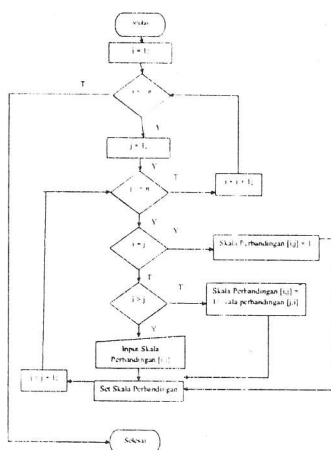 Mulai
i = 1;
T
Y
j = 1;
Y
T
i = i + 1;
Y
i = j
Y
Skala Perbandingan [i,j] = 1
T
T
i > j
Skala Perbandingan [i,j] =
1/ skala perbandingan [j,i]
Y
Input Skala
Perbandingan [i,j]
j = j + 1;
Set Skala Perbandingan
Selesai